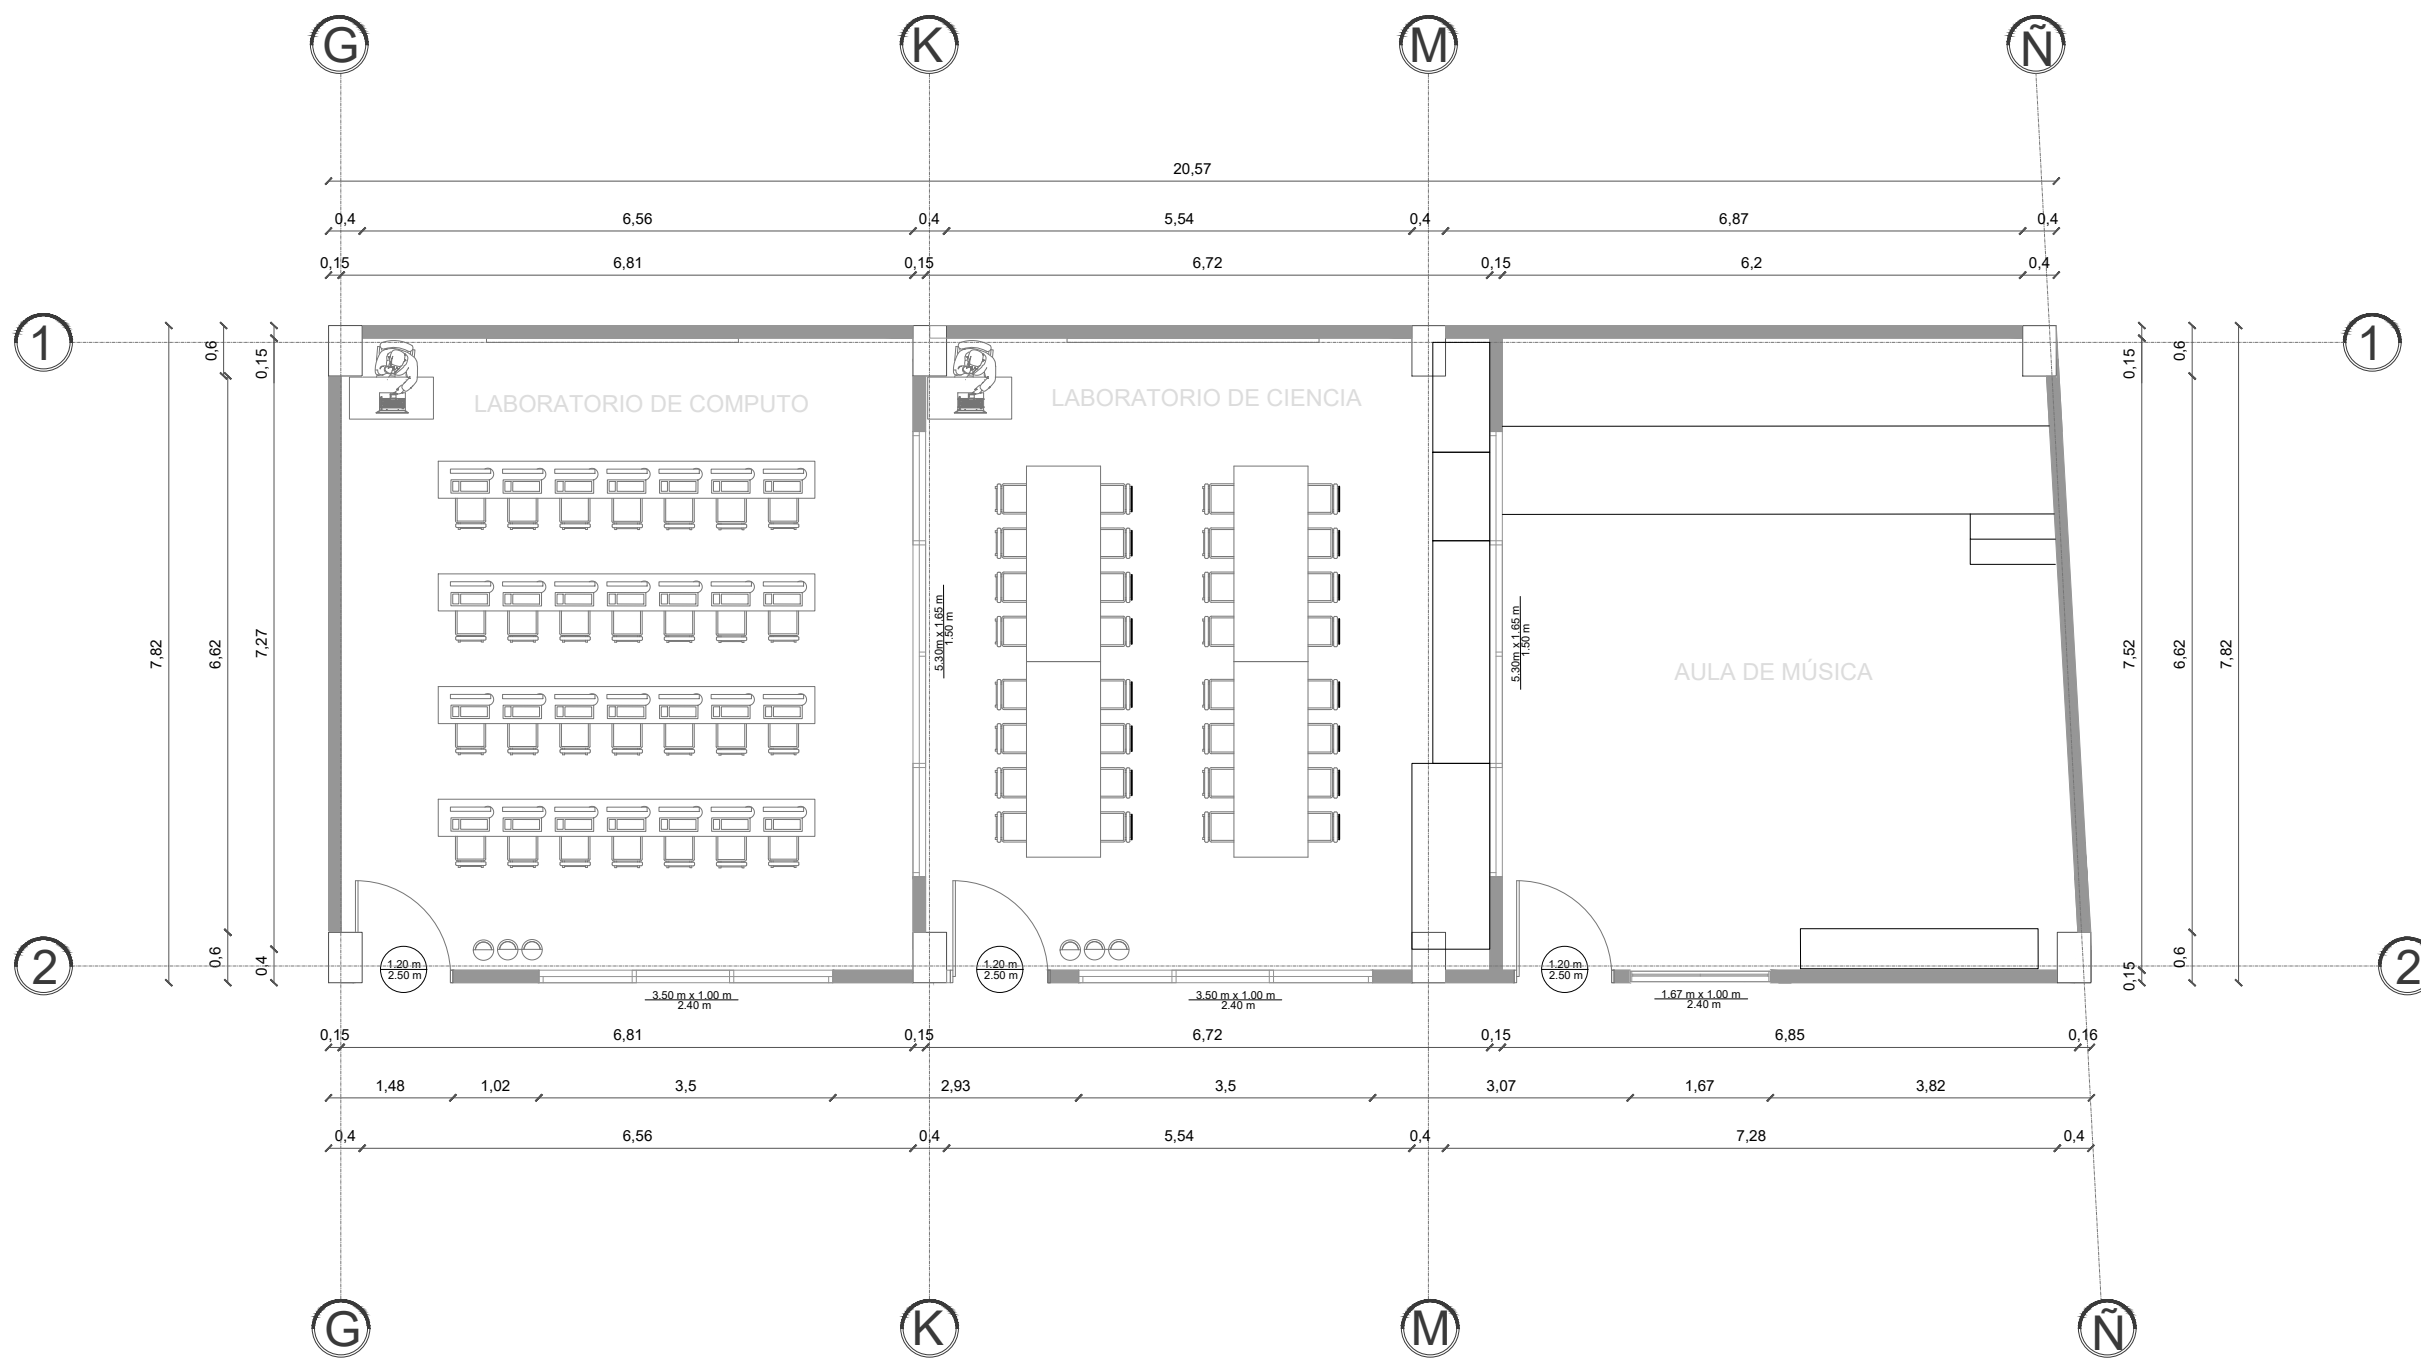 G K M Ñ
20,57
0,4 6,56 0,4 5,54 0,4 6,87 0,4
0,15 6,81 0,15 6,72 0,15 6,2 0,4
1 1
0,6 0,15 0,15 0,6
LABORATORIO DE COMPUTO
LABORATORIO DE CIENCIA
AULA DE MÚSICA
7,82 6,62 7,27
7,52 6,62 7,82
5.30m x 1.65 m
1.50 m
5.30m x 1.65 m
1.50 m
0,6 0,4
0,15 0,6
2 2
1.20 m
2.50 m
1.20 m
2.50 m
1.20 m
2.50 m
3.50 m x 1.00 m
2.40 m
3.50 m x 1.00 m
2.40 m
1.67 m x 1.00 m
2.40 m
0,15 6,81 0,15 6,72 0,15 6,85 0,16
1,48 1,02 3,5 2,93 3,5 3,07 1,67 3,82
0,4 6,56 0,4 5,54 0,4 7,28 0,4
G K M Ñ